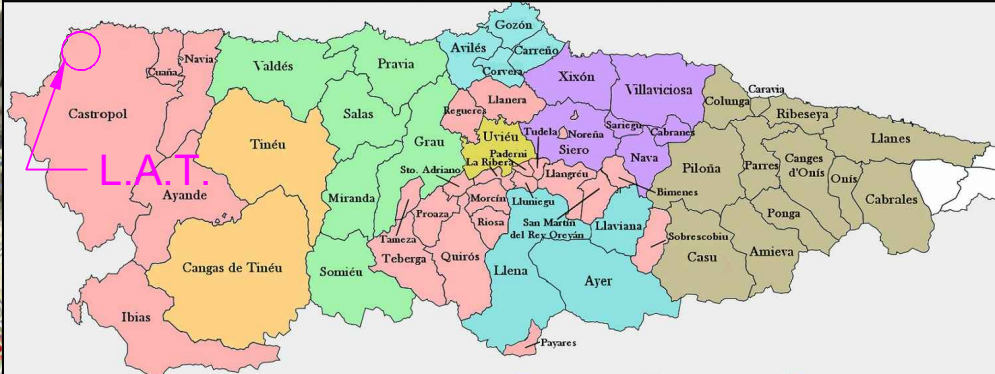 Gozón
Avilés
Carreño
Corvera
Navia
Cuaña
Valdés
Pravia
Xixón
Villaviciosa
Caravia
Colunga
Ribeseya
Castropol
Salas
Llanera
Regueres
Llanes
Tinéu
Grau
Uviéu
Tudela
Noreña
Sariegu
Cabranes
Siero
Nava
Paderni
La Ribera
Sto. Adriano
Llangréu
Piloña
Parres
Canges
d'Onís
Onís
Cabrales
L.A.T.
Ayande
Miranda
Morcín
Lluniegu
Bimenes
Proaza
Riosa
San Martín
del Rex Oreyán
Llaviana
Ponga
Tameza
Teberga
Quirós
Sobrescobiu
Casu
Amieva
Cangas de Tinéu
Somiéu
Llena
Ayer
Ibias
Payares